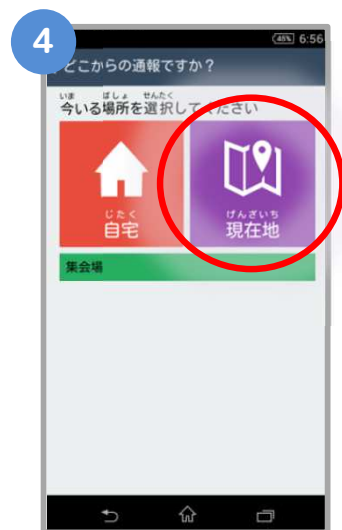 4
45% 6:56
どこからの通報ですか？
いま ばしょ せんたく
今いる場所を選択してください
じたく
自宅
げんざいち
現在地
集会場